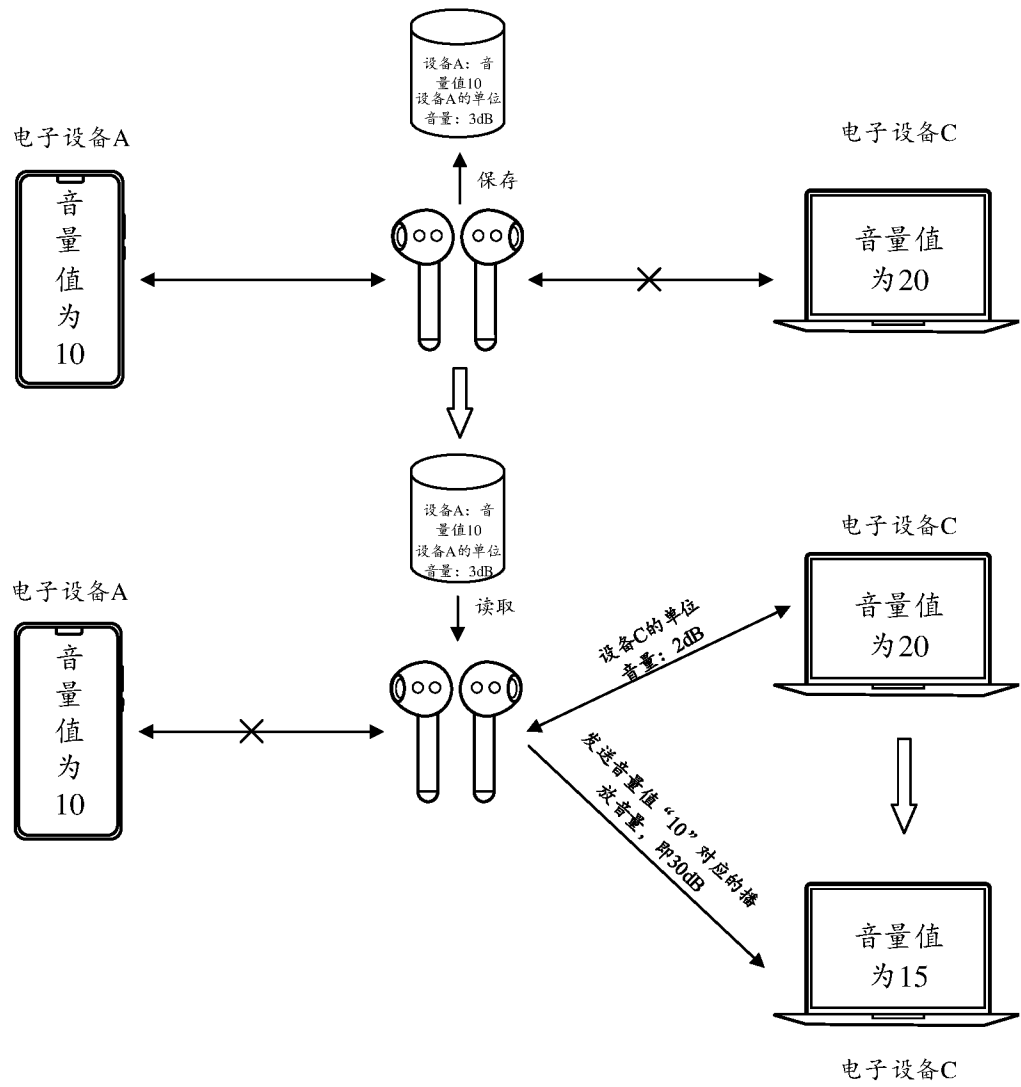 设备A：音
量值10
设备A的单位
音量：3dB
电子设备A
电子设备C
保存
音
量
值
为
10
音量值
为20
设备A：音
量值10
设备A的单位
音量：3dB
电子设备C
电子设备A
读取
设备C的单位
音量：2dB
音量值
为20
音
量
值
为
10
发送音量值“10”对应的播
放音量，即30dB
音量值
为15
电子设备C